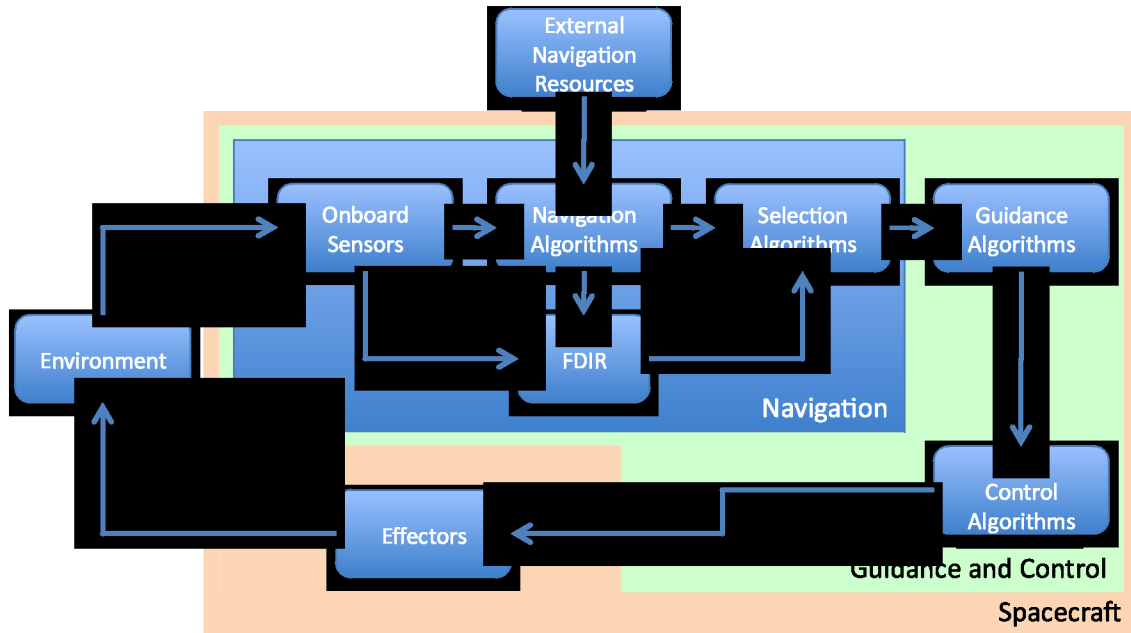 External
Navigation
Resources
Onboard
Sensors
Navigation
Algorithms
Selection
Algorithms
Guidance
Algorithms
Environment
FDIR
Navigation
Control
Algorithms
Effectors
Guidance and Control
Spacecraft